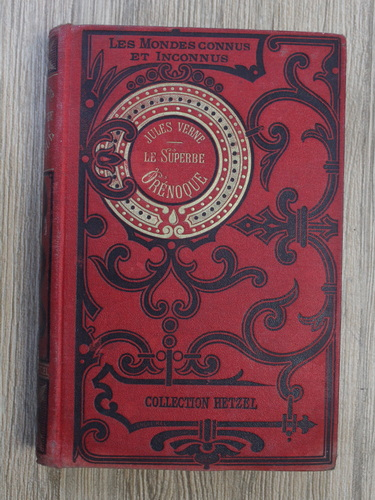 LES MONDES CONNUS
ET INCONNUS
JULES VERNE
LE SUPERBE
ORÉNOQUE
COLLECTION HETZEL